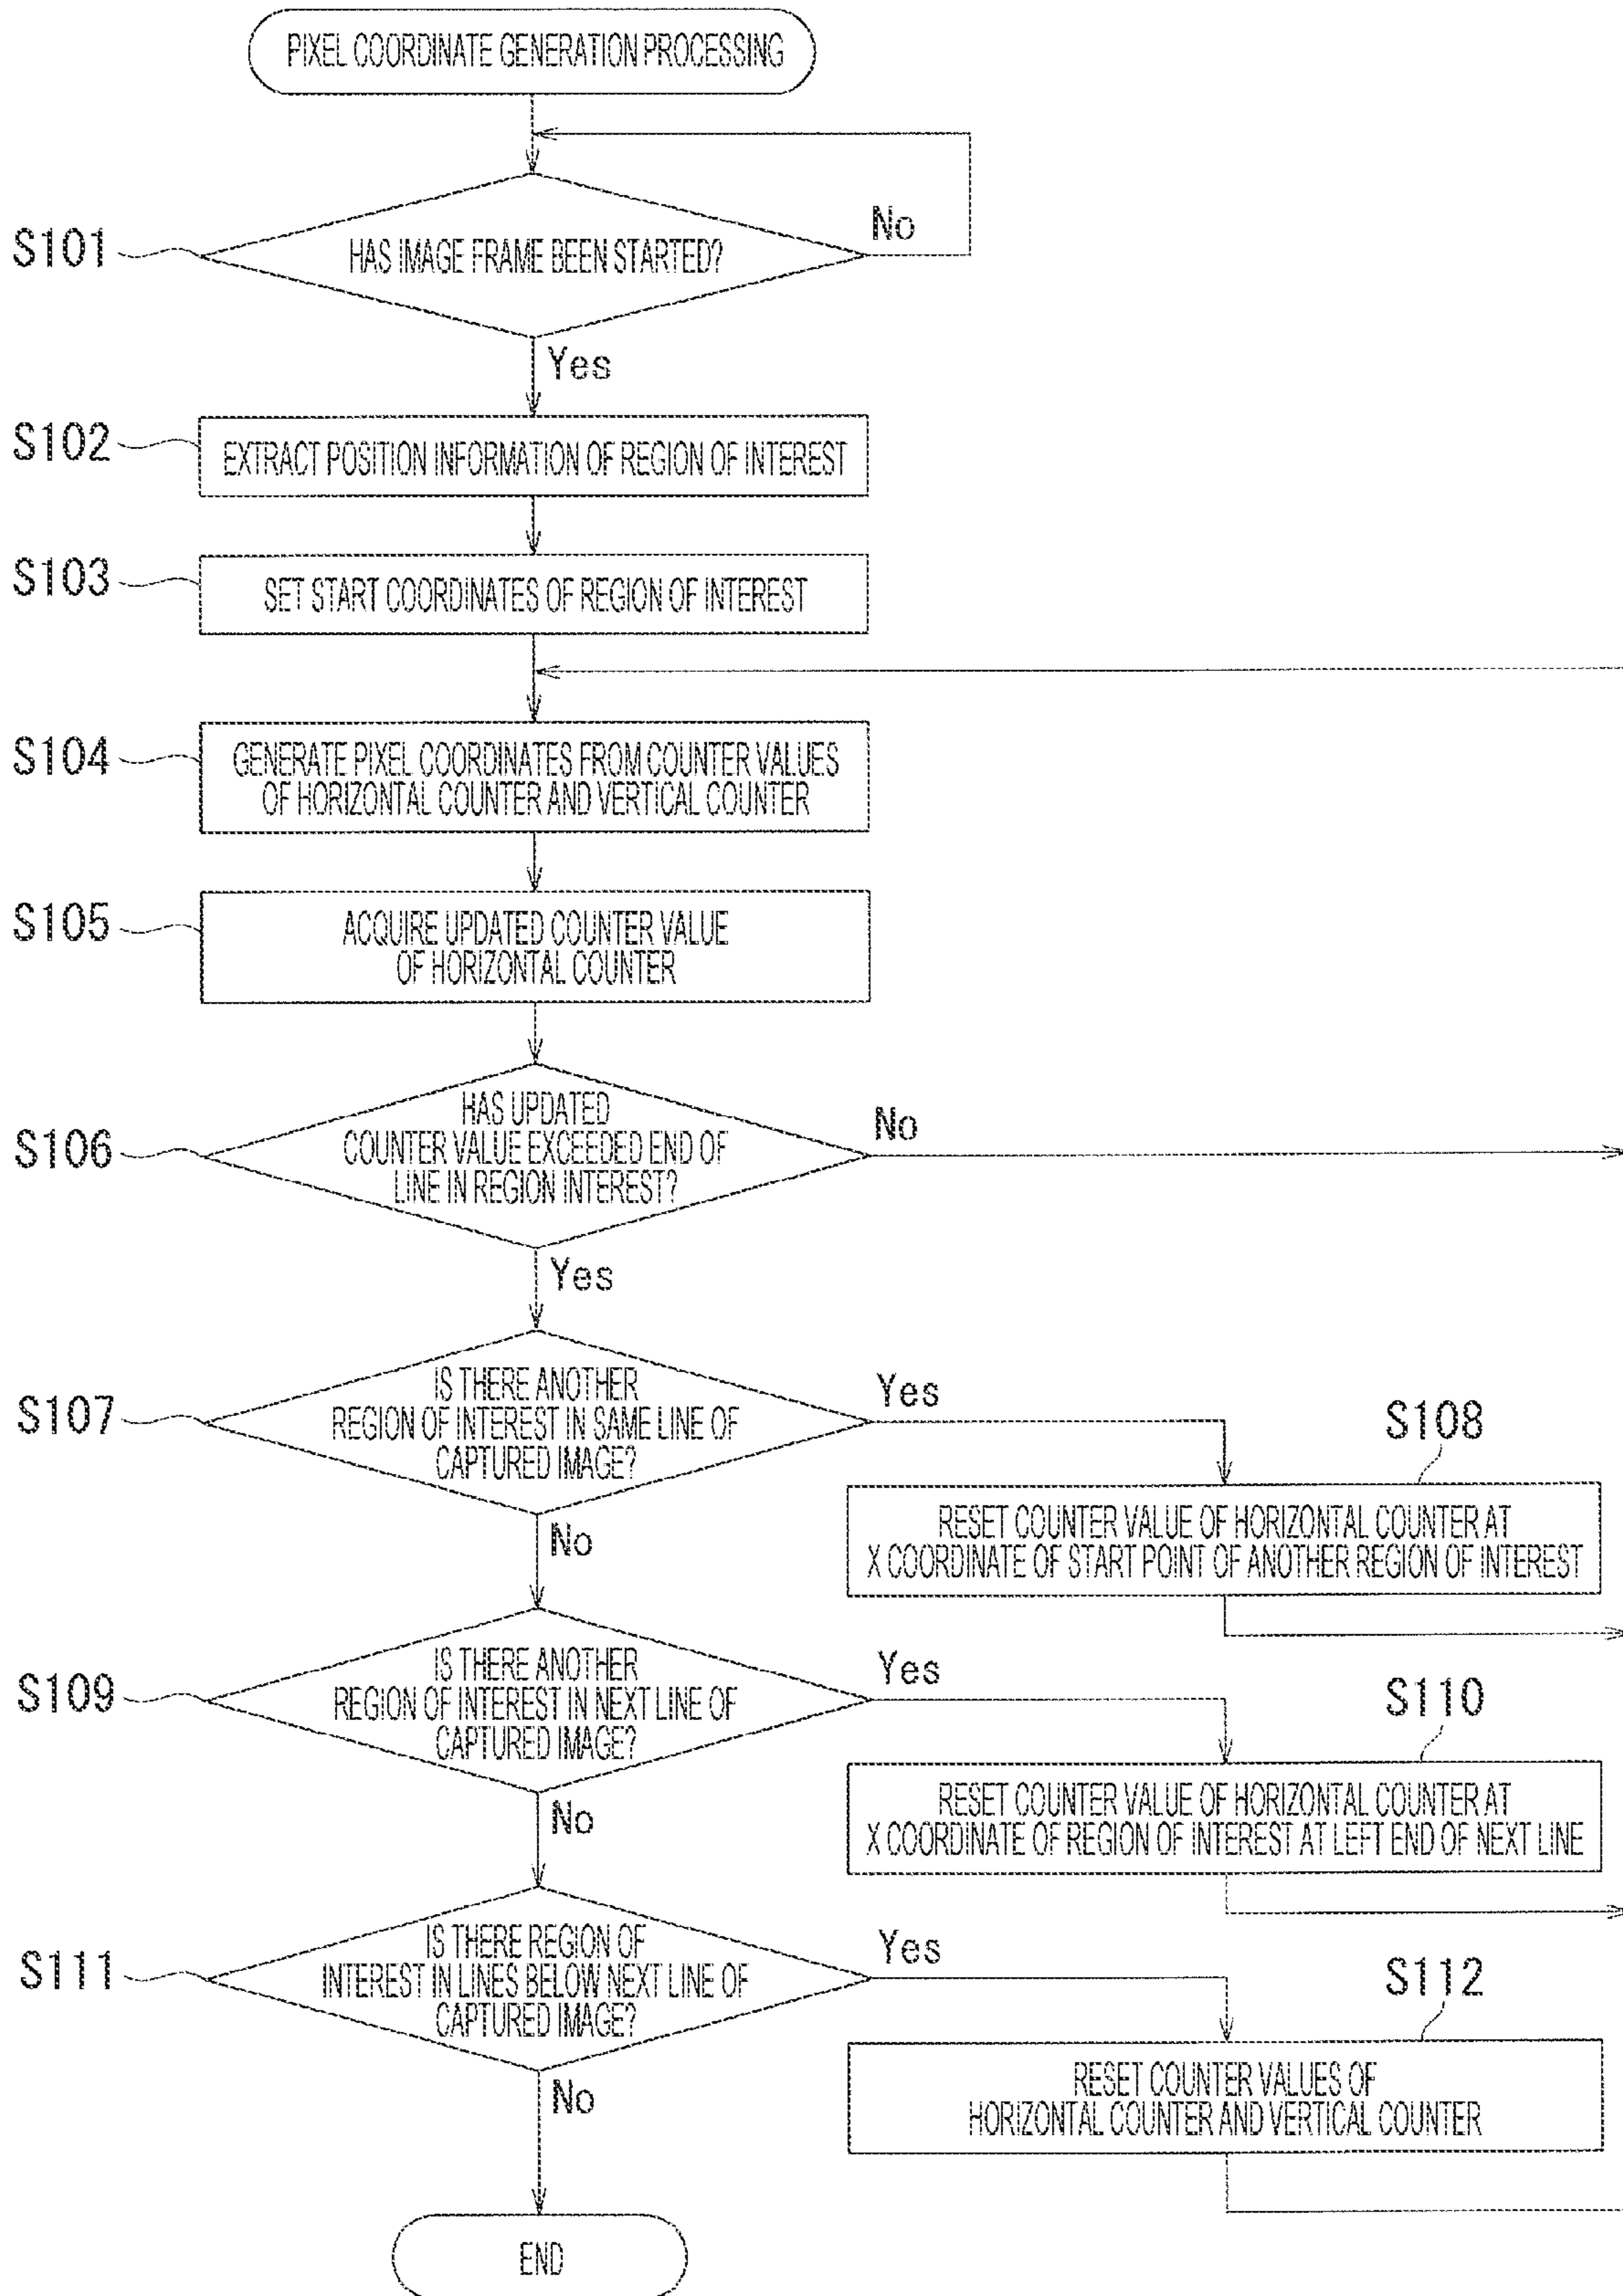 PIXEL COORDINATE GENERATION PROCESSING
S101
HAS IMAGE FRAME BEEN STARTED?
No
Yes
S102
EXTRACT POSITION INFORMATION OF REGION OF INTEREST
S103
SET START COORDINATES OF REGION OF INTEREST
S104
GENERATE PIXEL COORDINATES FROM COUNTER VALUES
OF HORIZONTAL COUNTER AND VERTICAL COUNTER
S105
ACQUIRE UPDATED COUNTER VALUE
OF HORIZONTAL COUNTER
S106
HAS UPDATED
COUNTER VALUE EXCEEDED END OF
LINE IN REGION INTEREST?
No
Yes
S107
IS THERE ANOTHER
REGION OF INTEREST IN SAME LINE OF
CAPTURED IMAGE?
Yes
No
S108
RESET COUNTER VALUE OF HORIZONTAL COUNTER AT
X COORDINATE OF START POINT OF ANOTHER REGION OF INTEREST
S109
IS THERE ANOTHER
REGION OF INTEREST IN NEXT LINE OF
CAPTURED IMAGE?
Yes
No
S110
RESET COUNTER VALUE OF HORIZONTAL COUNTER AT
X COORDINATE OF REGION OF INTEREST AT LEFT END OF NEXT LINE
S111
IS THERE REGION OF
INTEREST IN LINES BELOW NEXT LINE OF
CAPTURED IMAGE?
Yes
No
S112
RESET COUNTER VALUES OF
HORIZONTAL COUNTER AND VERTICAL COUNTER
END